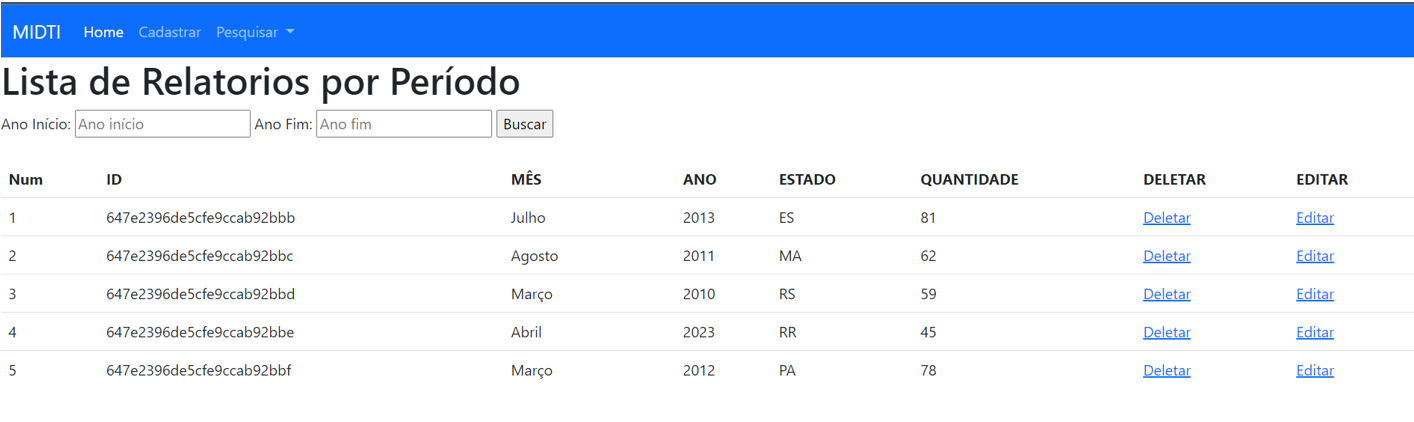 MIDTI Home Cadastrar Pesquisar
Lista de Relatorios por Período
Ano Início: Ano início Ano Fim: Ano fim Buscar
Num ID MÊS ANO ESTADO QUANTIDADE DELETAR EDITAR
1 647e2396de5cfe9ccab92bbb Julho 2013 ES 81 Deletar Editar
2 647e2396de5cfe9ccab92bbc Agosto 2011 MA 62 Deletar Editar
3 647e2396de5cfe9ccab92bbd Março 2010 RS 59 Deletar Editar
4 647e2396de5cfe9ccab92bbe Abril 2023 RR 45 Deletar Editar
5 647e2396de5cfe9ccab92bbf Março 2012 PA 78 Deletar Editar